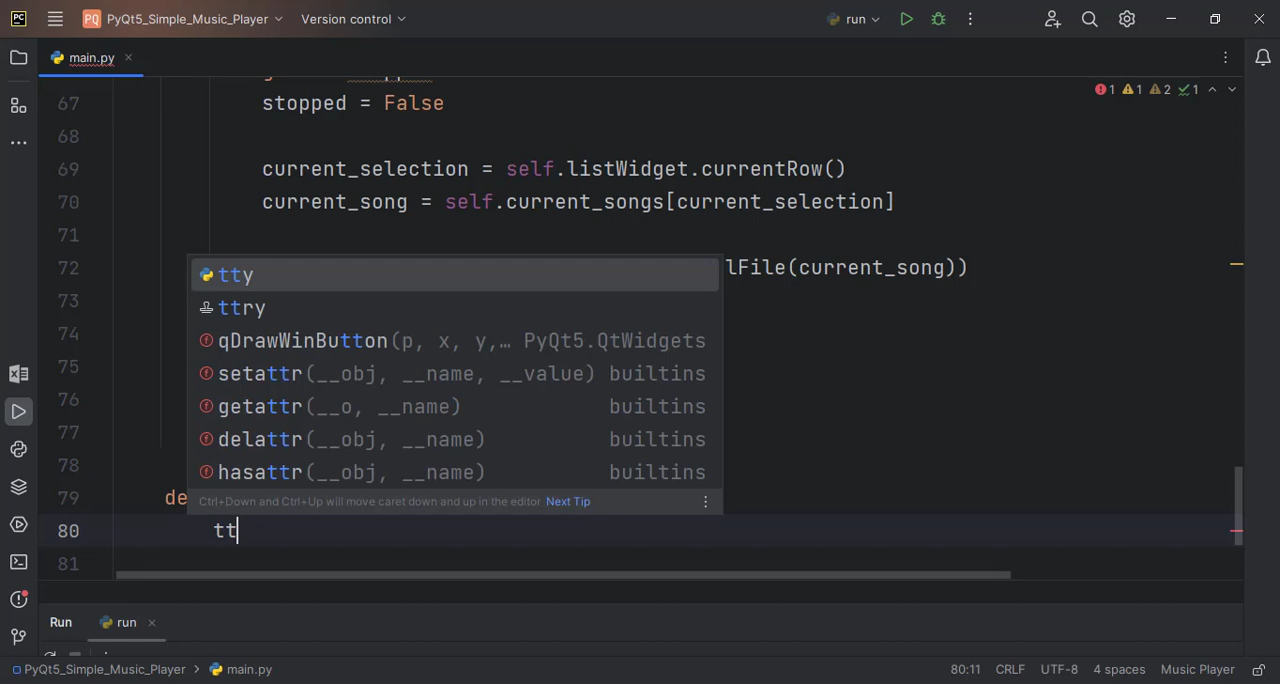 PC PQ PyQt5_Simple_Music_Player Version control run
main.py
1 1 2 1
67 stopped = False
68
69 current_selection = self.listWidget.currentRow()
70 current_song = self.current_songs[current_selection]
71
72 lFile(current_song))
73
74
75
76
77
78
79 de
80 tt
81
tty
ttry
qDrawWinButton(p, x, y,… PyQt5.QtWidgets
setattr(__obj, __name, __value) builtins
getattr(__o, __name) builtins
delattr(__obj, __name) builtins
hasattr(__obj, __name) builtins
Ctrl+Down and Ctrl+Up will move caret down and up in the editor Next Tip
Run run
PyQt5_Simple_Music_Player main.py 80:11 CRLF UTF-8 4 spaces Music Player